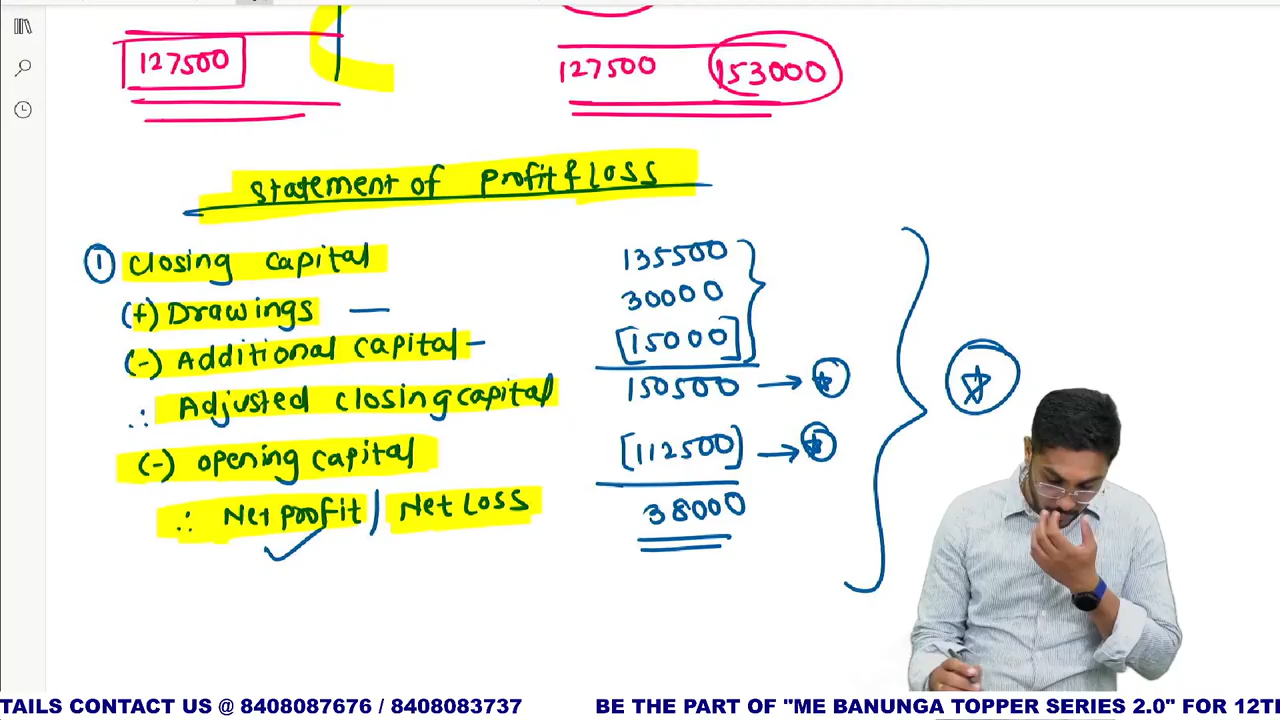 127500
127500 153000
Statement of Profit & Loss
① Closing capital 135500
(+) Drawings — 30000
(-) Additional capital - [15000]
∴ Adjusted closing capital 150500 →
(-) opening capital [112500] →
∴ Net profit | Net Loss 38000
TAILS CONTACT US @ 8408087676 / 8408083737 BE THE PART OF "ME BANUNGA TOPPER SERIES 2.0" FOR 12T